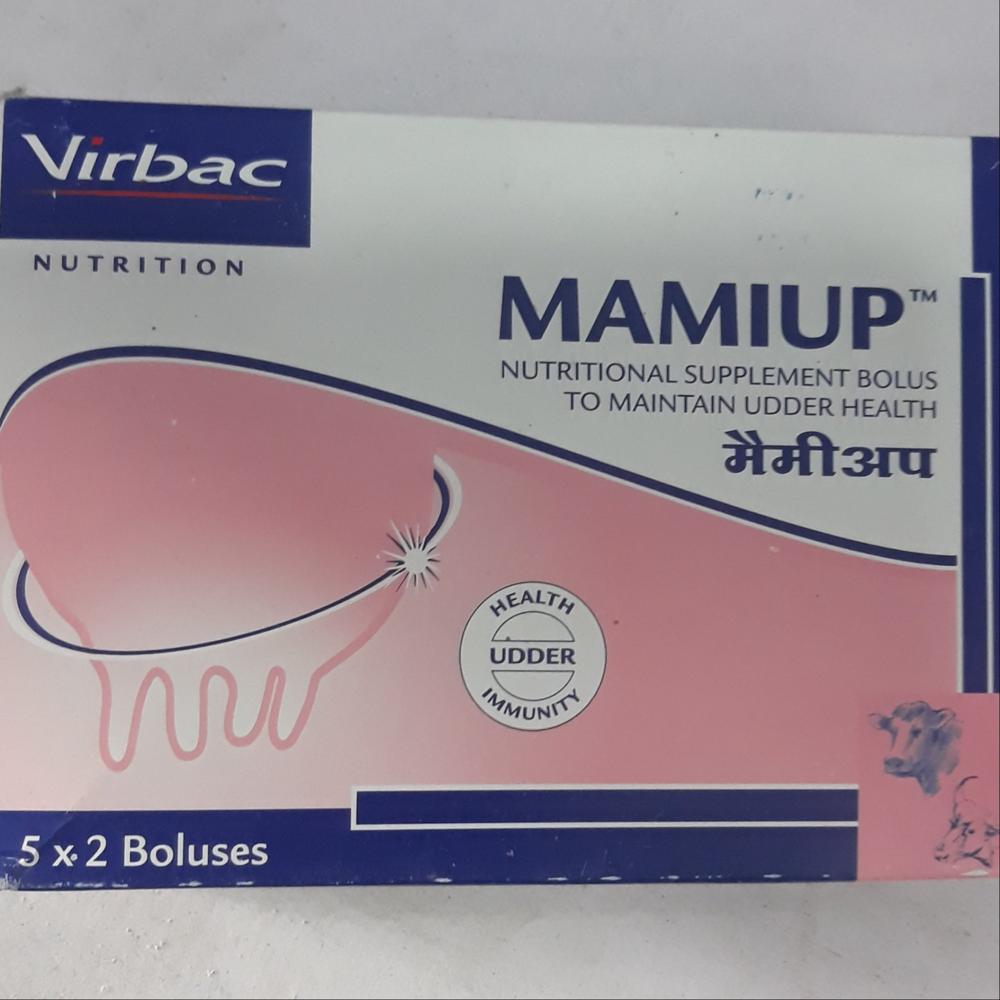 Virbac
NUTRITION
MAMIUP™
NUTRITIONAL SUPPLEMENT BOLUS
TO MAINTAIN UDDER HEALTH
मैमीअप
HEALTH
UDDER
IMMUNITY
5 x 2 Boluses